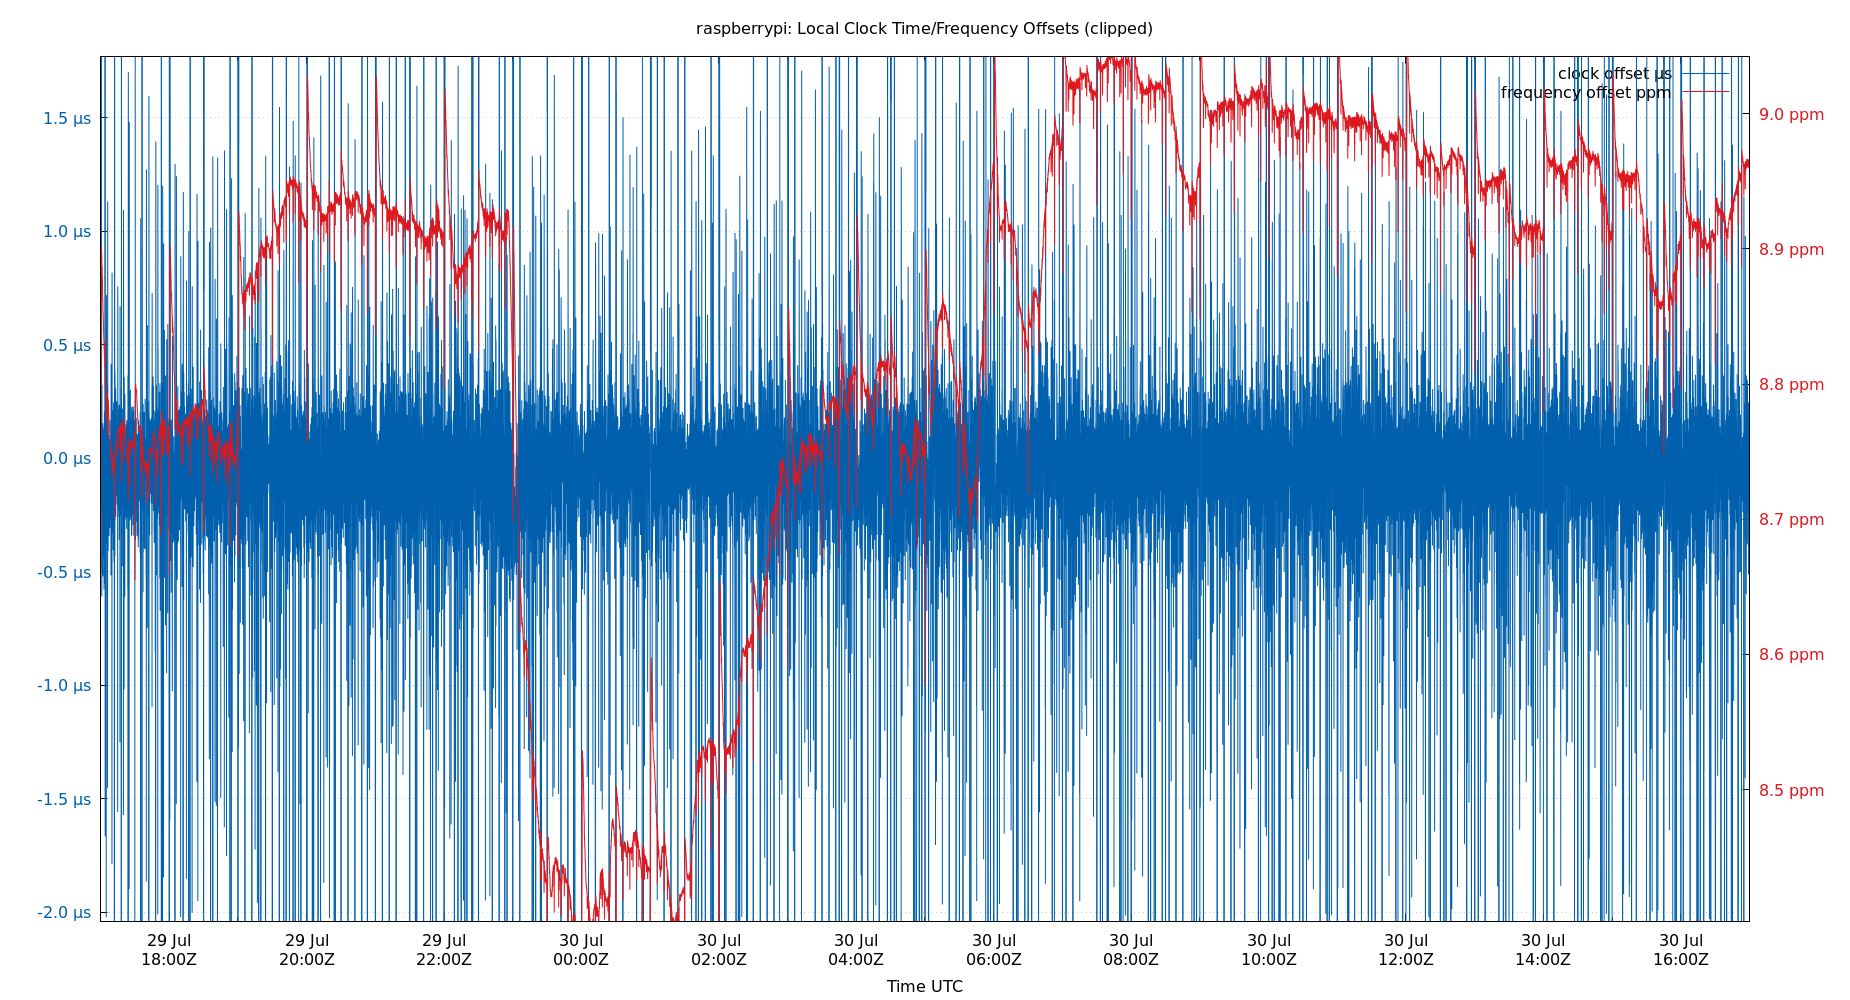 raspberrypi: Local Clock Time/Frequency Offsets (clipped)
clock offset µs
frequency offset ppm
1.5 µs
1.0 µs
0.5 µs
0.0 µs
-0.5 µs
-1.0 µs
-1.5 µs
-2.0 µs
9.0 ppm
8.9 ppm
8.8 ppm
8.7 ppm
8.6 ppm
8.5 ppm
29 Jul 29 Jul 29 Jul 30 Jul 30 Jul 30 Jul 30 Jul 30 Jul 30 Jul 30 Jul 30 Jul 30 Jul
18:00Z 20:00Z 22:00Z 00:00Z 02:00Z 04:00Z 06:00Z 08:00Z 10:00Z 12:00Z 14:00Z 16:00Z
Time UTC